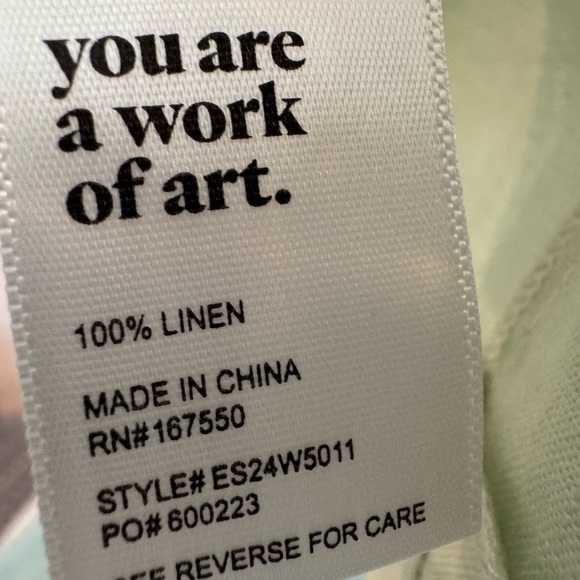 you are
a work
of art.
100% LINEN
MADE IN CHINA
RN#167550
STYLE# ES24W5011
PO# 600223
SEE REVERSE FOR CARE